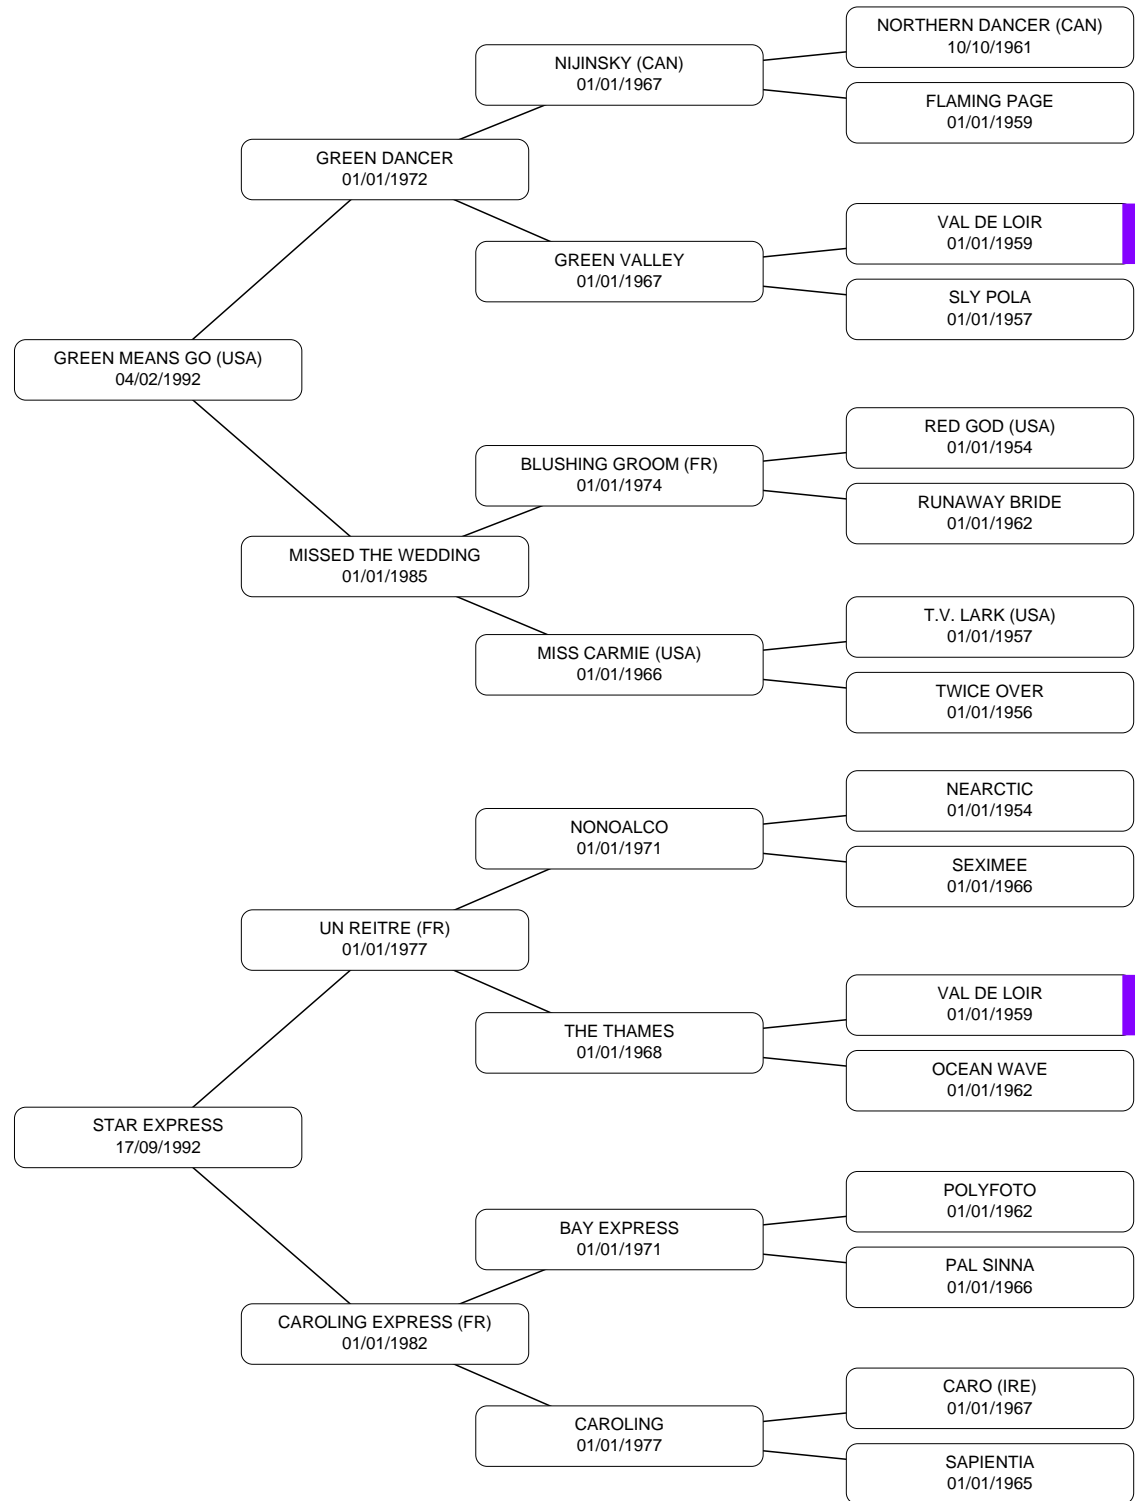 NORTHERN DANCER (CAN)
10/10/1961
NIJINSKY (CAN)
01/01/1967
FLAMING PAGE
01/01/1959
GREEN DANCER
01/01/1972
VAL DE LOIR
01/01/1959
GREEN VALLEY
01/01/1967
SLY POLA
01/01/1957
GREEN MEANS GO (USA)
04/02/1992
RED GOD (USA)
01/01/1954
BLUSHING GROOM (FR)
01/01/1974
RUNAWAY BRIDE
01/01/1962
MISSED THE WEDDING
01/01/1985
T.V. LARK (USA)
01/01/1957
MISS CARMIE (USA)
01/01/1966
TWICE OVER
01/01/1956
NEARCTIC
01/01/1954
NONOALCO
01/01/1971
SEXIMEE
01/01/1966
UN REITRE (FR)
01/01/1977
VAL DE LOIR
01/01/1959
THE THAMES
01/01/1968
OCEAN WAVE
01/01/1962
STAR EXPRESS
17/09/1992
POLYFOTO
01/01/1962
BAY EXPRESS
01/01/1971
PAL SINNA
01/01/1966
CAROLING EXPRESS (FR)
01/01/1982
CARO (IRE)
01/01/1967
CAROLING
01/01/1977
SAPIENTIA
01/01/1965